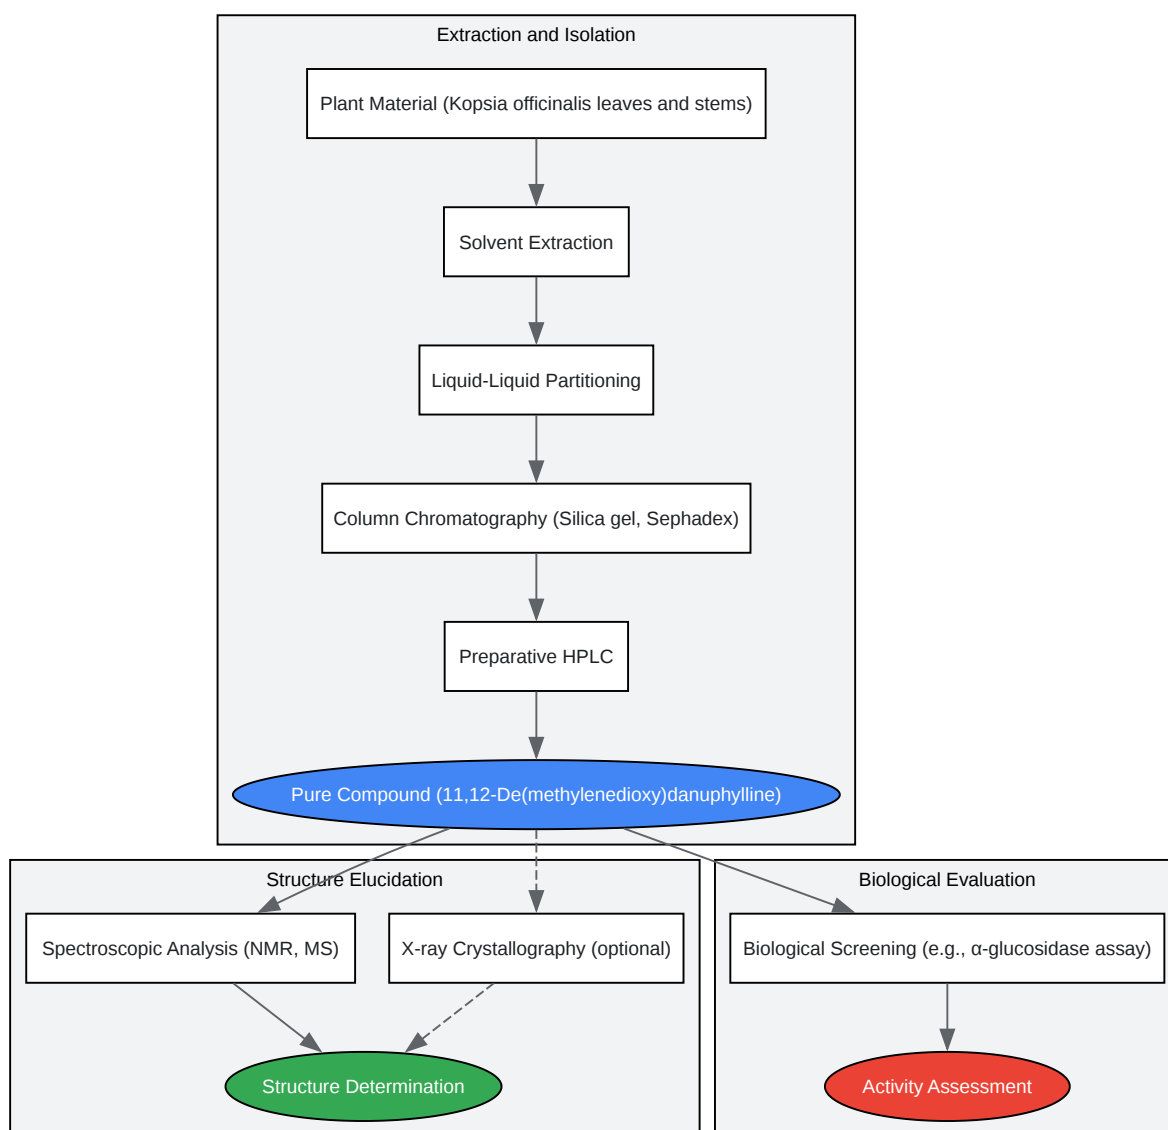 Extraction and Isolation
Plant Material (Kopsia officinalis leaves and stems)
Solvent Extraction
Liquid-Liquid Partitioning
Column Chromatography (Silica gel, Sephadex)
Preparative HPLC
Pure Compound (11,12-De(methylenedioxy)danuphylline)
Structure Elucidation
Spectroscopic Analysis (NMR, MS)
X-ray Crystallography (optional)
Structure Determination
Biological Evaluation
Biological Screening (e.g., α-glucosidase assay)
Activity Assessment